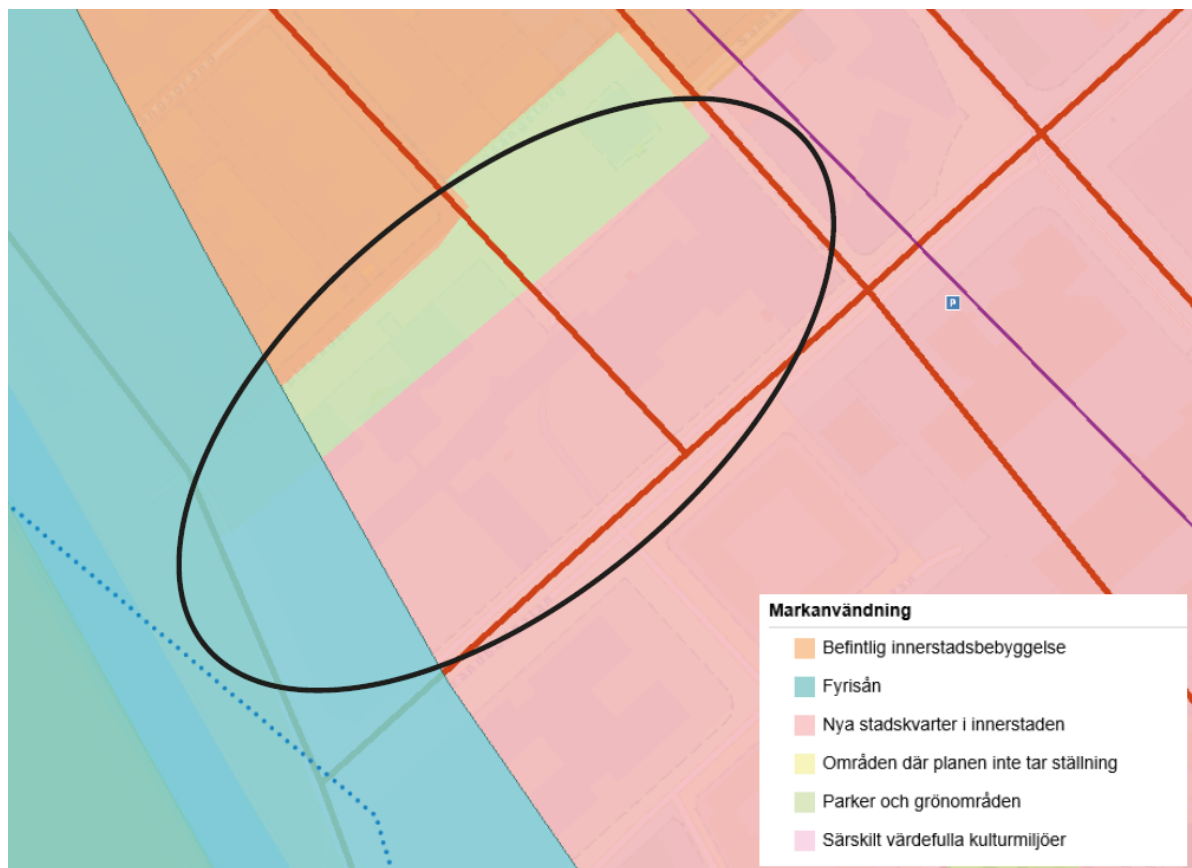 P
Markanvändning
Befintlig innerstadsbebyggelse
Fyrisån
Nya stadskvarter i innerstaden
Områden där planen inte tar ställning
Parker och grönområden
Särskilt värdefulla kulturmiljöer